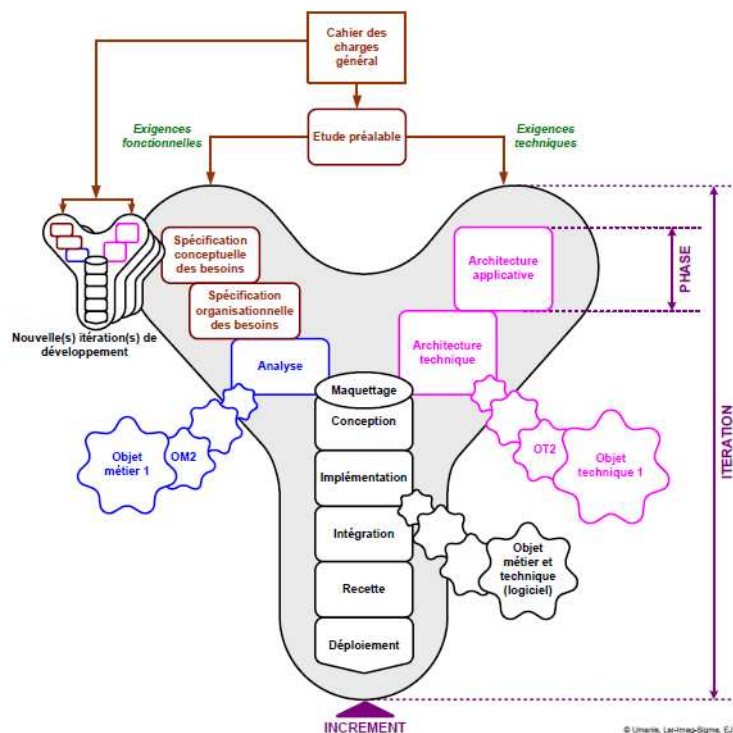 Cahier des
charges
général
Exigences
fonctionnelles
Etude préalable
Exigences
techniques
Spécification
conceptuelle
des besoins
Architecture
applicative
PHASE
Spécification
organisationnelle
des besoins
Nouvelle(s) itération(s) de
développement
Analyse
Architecture
technique
Maquettage
Conception
ITERATION
Objet
métier 1
OM2
OT2
Objet
technique 1
Implémentation
Intégration
Objet
métier et
technique
(logiciel)
Recette
Déploiement
INCREMENT